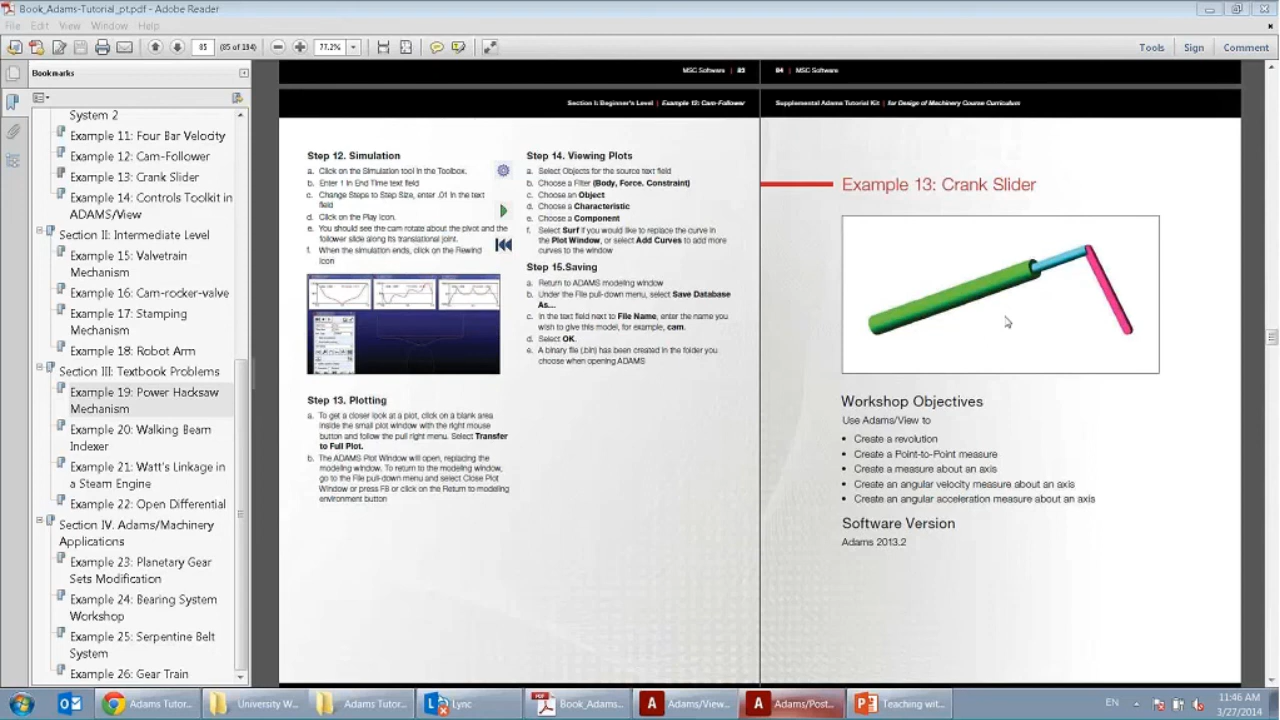 Book_Adams-Tutorial_pt.pdf - Adobe Reader
File Edit View Window Help
85 (85 of 194) 77.2% Tools Sign Comment
Bookmarks
System 2
Example 11: Four Bar Velocity
Example 12: Cam-Follower
Example 13: Crank Slider
Example 14: Controls Toolkit in
ADAMS/View
Section II: Intermediate Level
Example 15: Valvetrain
Mechanism
Example 16: Cam-rocker-valve
Example 17: Stamping
Mechanism
Example 18: Robot Arm
Section III: Textbook Problems
Example 19: Power Hacksaw
Mechanism
Example 20: Walking Beam
Indexer
Example 21: Watt's Linkage in
a Steam Engine
Example 22: Open Differential
Section IV. Adams/Machinery
Applications
Example 23: Planetary Gear
Sets Modification
Example 24: Bearing System
Workshop
Example 25: Serpentine Belt
System
Example 26: Gear Train
MSC Software | 83
84 | MSC Software
Section I: Beginner's Level | Example 12: Cam-Follower
Supplemental Adams Tutorial Kit | for Design of Machinery Course Curriculum
Step 12. Simulation
a. Click on the Simulation tool in the Toolbox.
b. Enter 1 in End Time text field
c. Change Steps to Step Size, enter .01 in the text
field
d. Click on the Play icon.
e. You should see the cam rotate about the pivot and the
follower slide along its translational joint.
f. When the simulation ends, click on the Rewind
icon
Step 13. Plotting
a. To get a closer look at a plot, click on a blank area
inside the small plot window with the right mouse
button and follow the pull right menu. Select Transfer
to Full Plot.
b. The ADAMS Plot Window will open, replacing the
modeling window. To return to the modeling window,
go to the File pull-down menu and select Close Plot
Window or press F8 or click on the Return to modeling
environment button
Step 14. Viewing Plots
a. Select Objects for the source text field
b. Choose a Filter (Body, Force. Constraint)
c. Choose an Object
d. Choose a Characteristic
e. Choose a Component
f. Select Surf if you would like to replace the curve in
the Plot Window, or select Add Curves to add more
curves to the window
Step 15.Saving
a. Return to ADAMS modeling window
b. Under the File pull-down menu, select Save Database
As...
c. In the text field next to File Name, enter the name you
wish to give this model, for example, cam.
d. Select OK.
e. A binary file (.bin) has been created in the folder you
choose when opening ADAMS
Example 13: Crank Slider
Workshop Objectives
Use Adams/View to
• Create a revolution
• Create a Point-to-Point measure
• Create a measure about an axis
• Create an angular velocity measure about an axis
• Create an angular acceleration measure about an axis
Software Version
Adams 2013.2
Adams Tutor... University W... Adams Tutor... Lync Book_Adams... Adams/View... Adams/Post... Teaching wit... EN 11:46 AM
3/27/2014